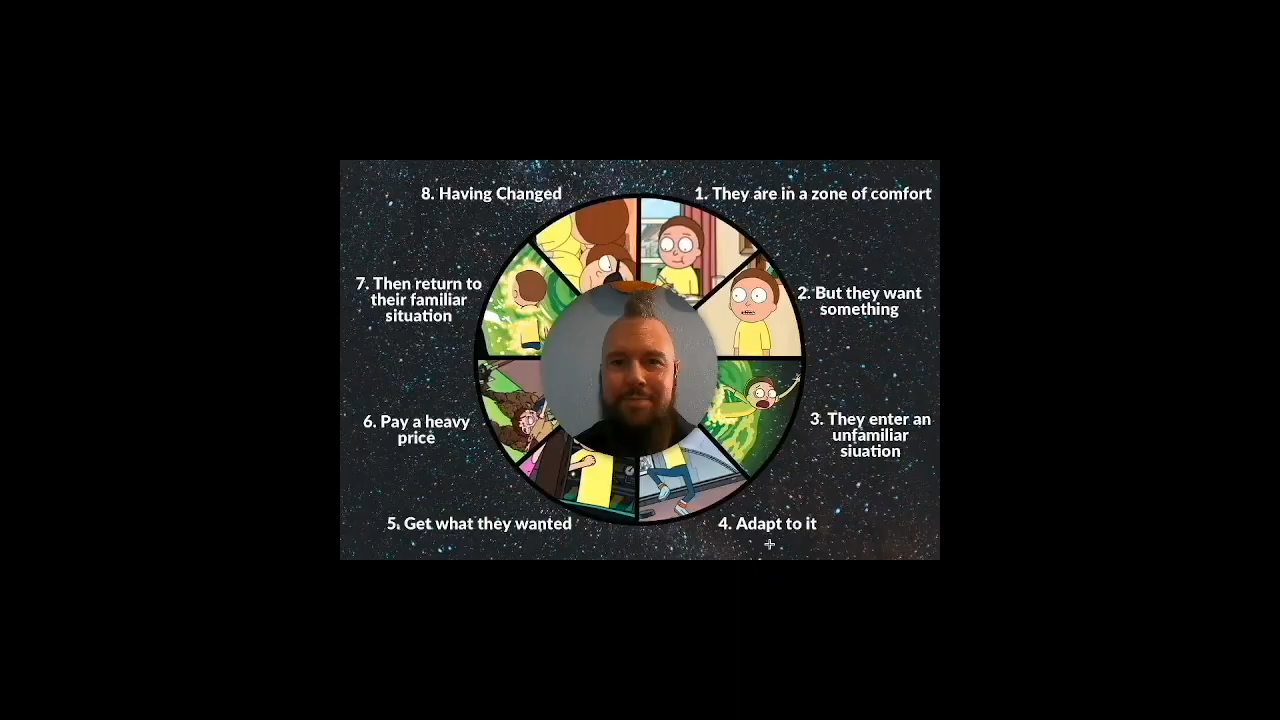 8. Having Changed
1. They are in a zone of comfort
7. Then return to
their familiar
situation
2. But they want
something
6. Pay a heavy
price
3. They enter an
unfamiliar
siuation
5. Get what they wanted
4. Adapt to it